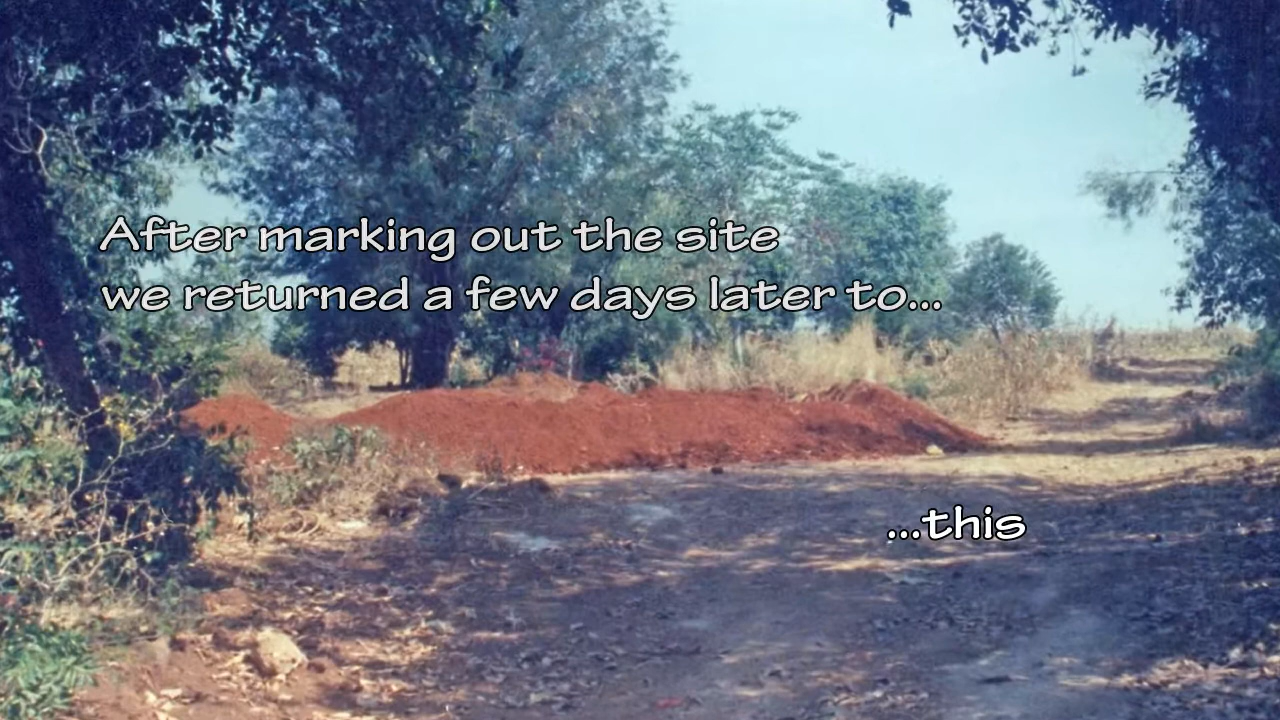 After marking out the site
we returned a few days later to...
...this